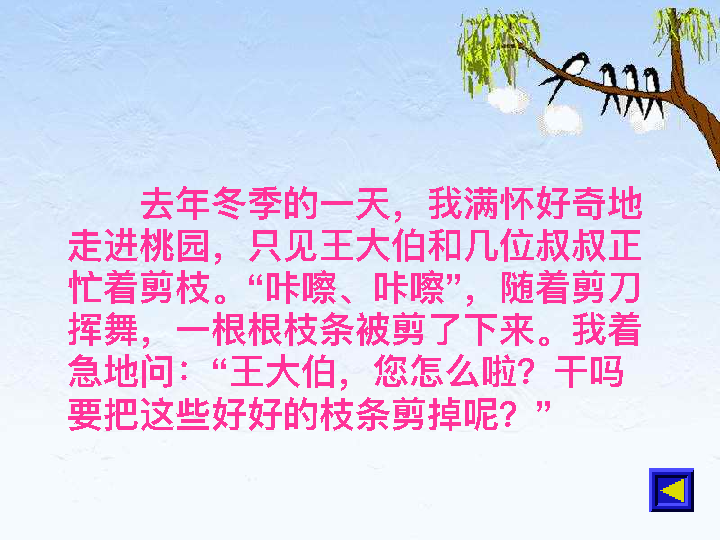 去年冬季的一天，我满怀好奇地
走进桃园，只见王大伯和几位叔叔正
忙着剪枝。“咔嚓、咔嚓”，随着剪刀
挥舞，一根根枝条被剪了下来。我着
急地问：“王大伯，您怎么啦？干吗
要把这些好好的枝条剪掉呢？”